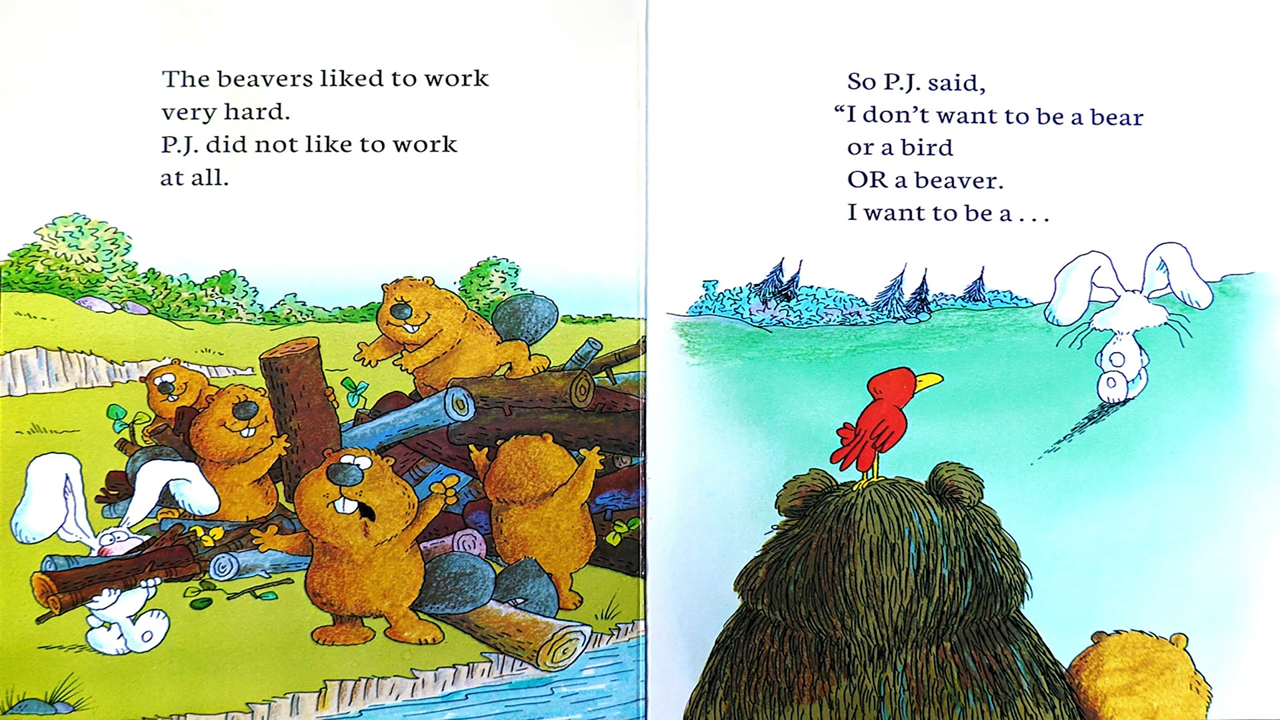 The beavers liked to work
very hard.
P.J. did not like to work
at all.
So P.J. said,
“I don’t want to be a bear
or a bird
OR a beaver.
I want to be a . . .